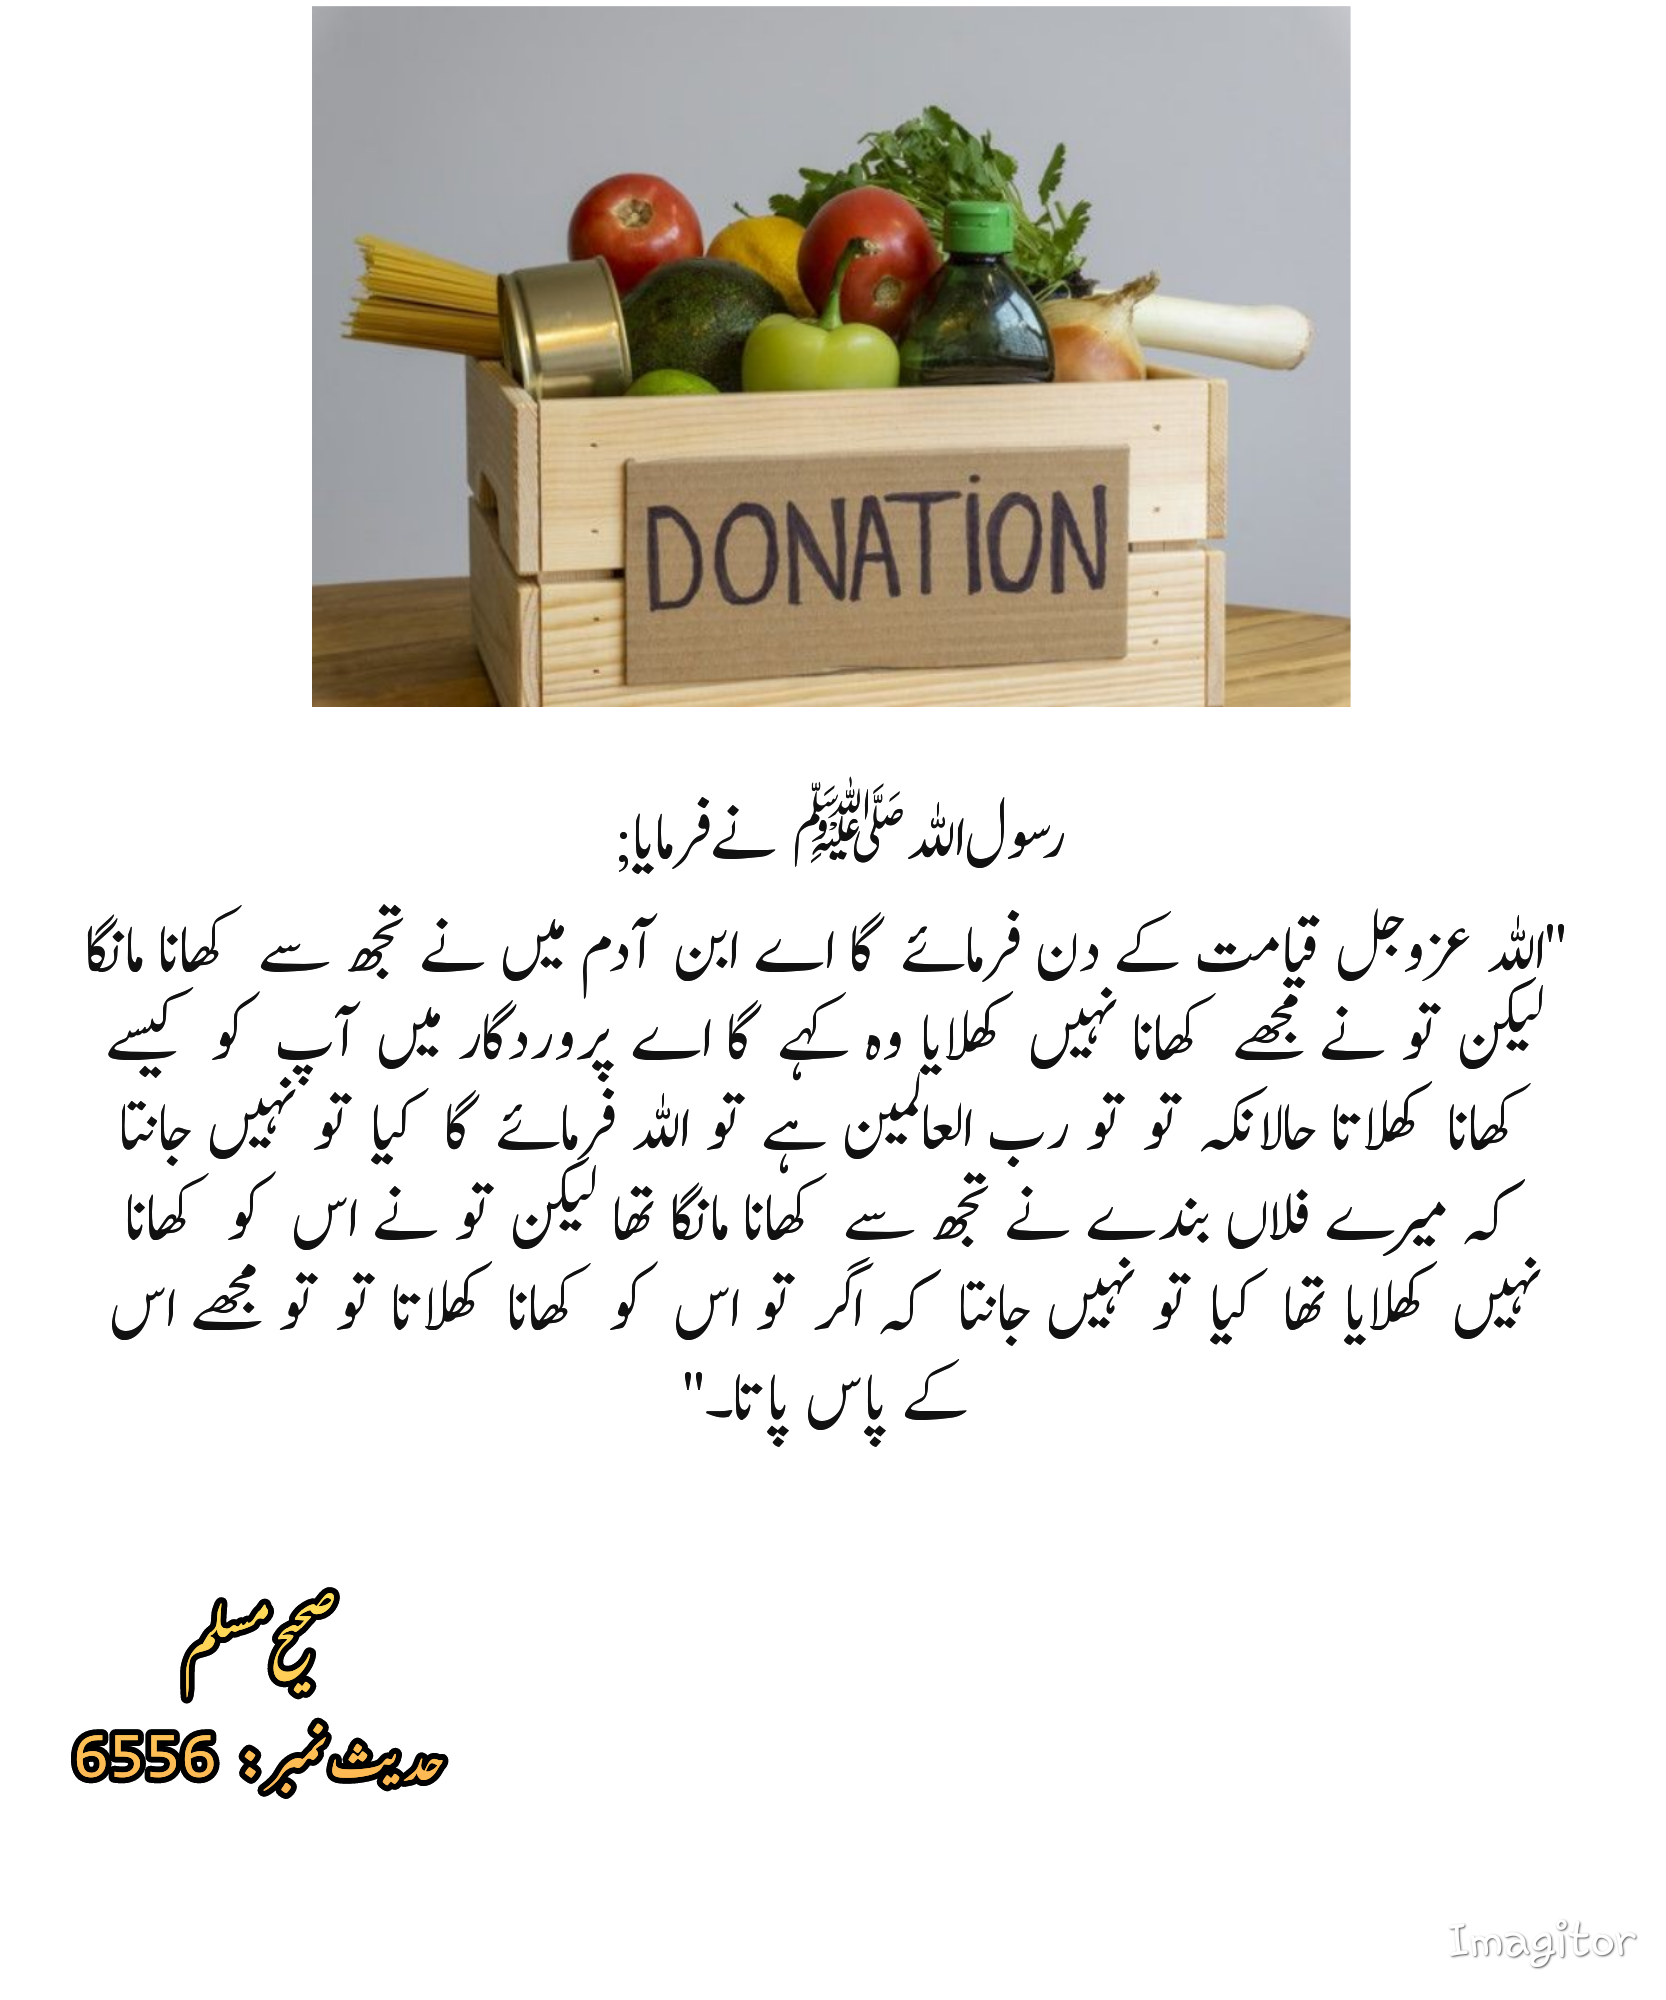 DONATION
رسول اللہ ﷺ نے فرمایا;
"اللہ عزوجل قیامت کے دن فرمائے گا اے ابن آدم میں نے تجھ سے کھانا مانگا
لیکن تو نے مجھے کھانا نہیں کھلایا وہ کہے گا اے پروردگار میں آپ کو کیسے
کھانا کھلاتا حالانکہ تو تو رب العالمین ہے تو اللہ فرمائے گا کیا تو نہیں جانتا
کہ میرے فلاں بندے نے تجھ سے کھانا مانگا تھا لیکن تو نے اس کو کھانا
نہیں کھلایا تھا کیا تو نہیں جانتا کہ اگر تو اس کو کھانا کھلاتا تو تو مجھے اس
کے پاس پاتا۔"
صحیح مسلم
حدیث نمبر: 6556
Imagitor